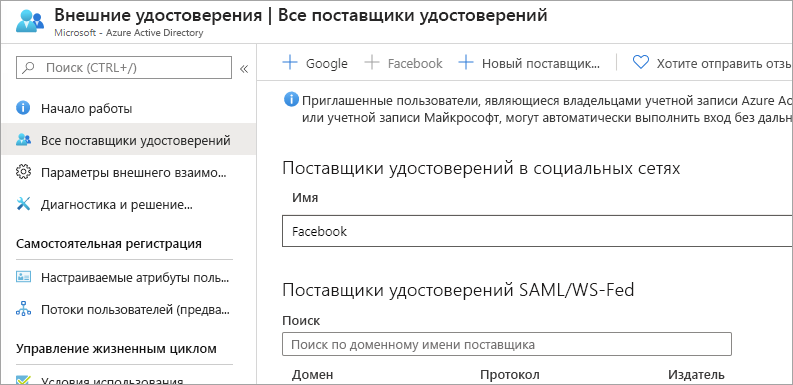 Внешние удостоверения | Все поставщики удостоверений
Microsoft - Azure Active Directory
Поиск (CTRL+/)
«
Google
Facebook
Новый поставщик...
Хотите отправить отзы
Начало работы
Все поставщики удостоверений
Параметры внешнего взаимо...
Диагностика и решение...
Самостоятельная регистрация
Настраиваемые атрибуты поль...
Потоки пользователей (предва...
Управление жизненным циклом
Условия использования
Приглашенные пользователи, являющиеся владельцами учетной записи Azure Ac
или учетной записи Майкрософт, могут автоматически выполнить вход без дальн
Поставщики удостоверений в социальных сетях
Имя
Facebook
Поставщики удостоверений SAML/WS-Fed
Поиск
Поиск по доменному имени поставщика
Домен
Протокол
Издатель